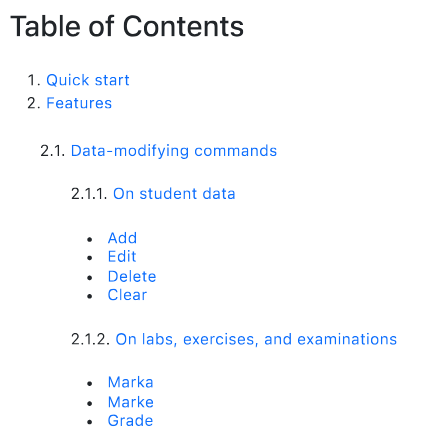 Table of Contents
1. Quick start
2. Features
2.1. Data-modifying commands
2.1.1. On student data
• Add
• Edit
• Delete
• Clear
2.1.2. On labs, exercises, and examinations
• Marka
• Marke
• Grade